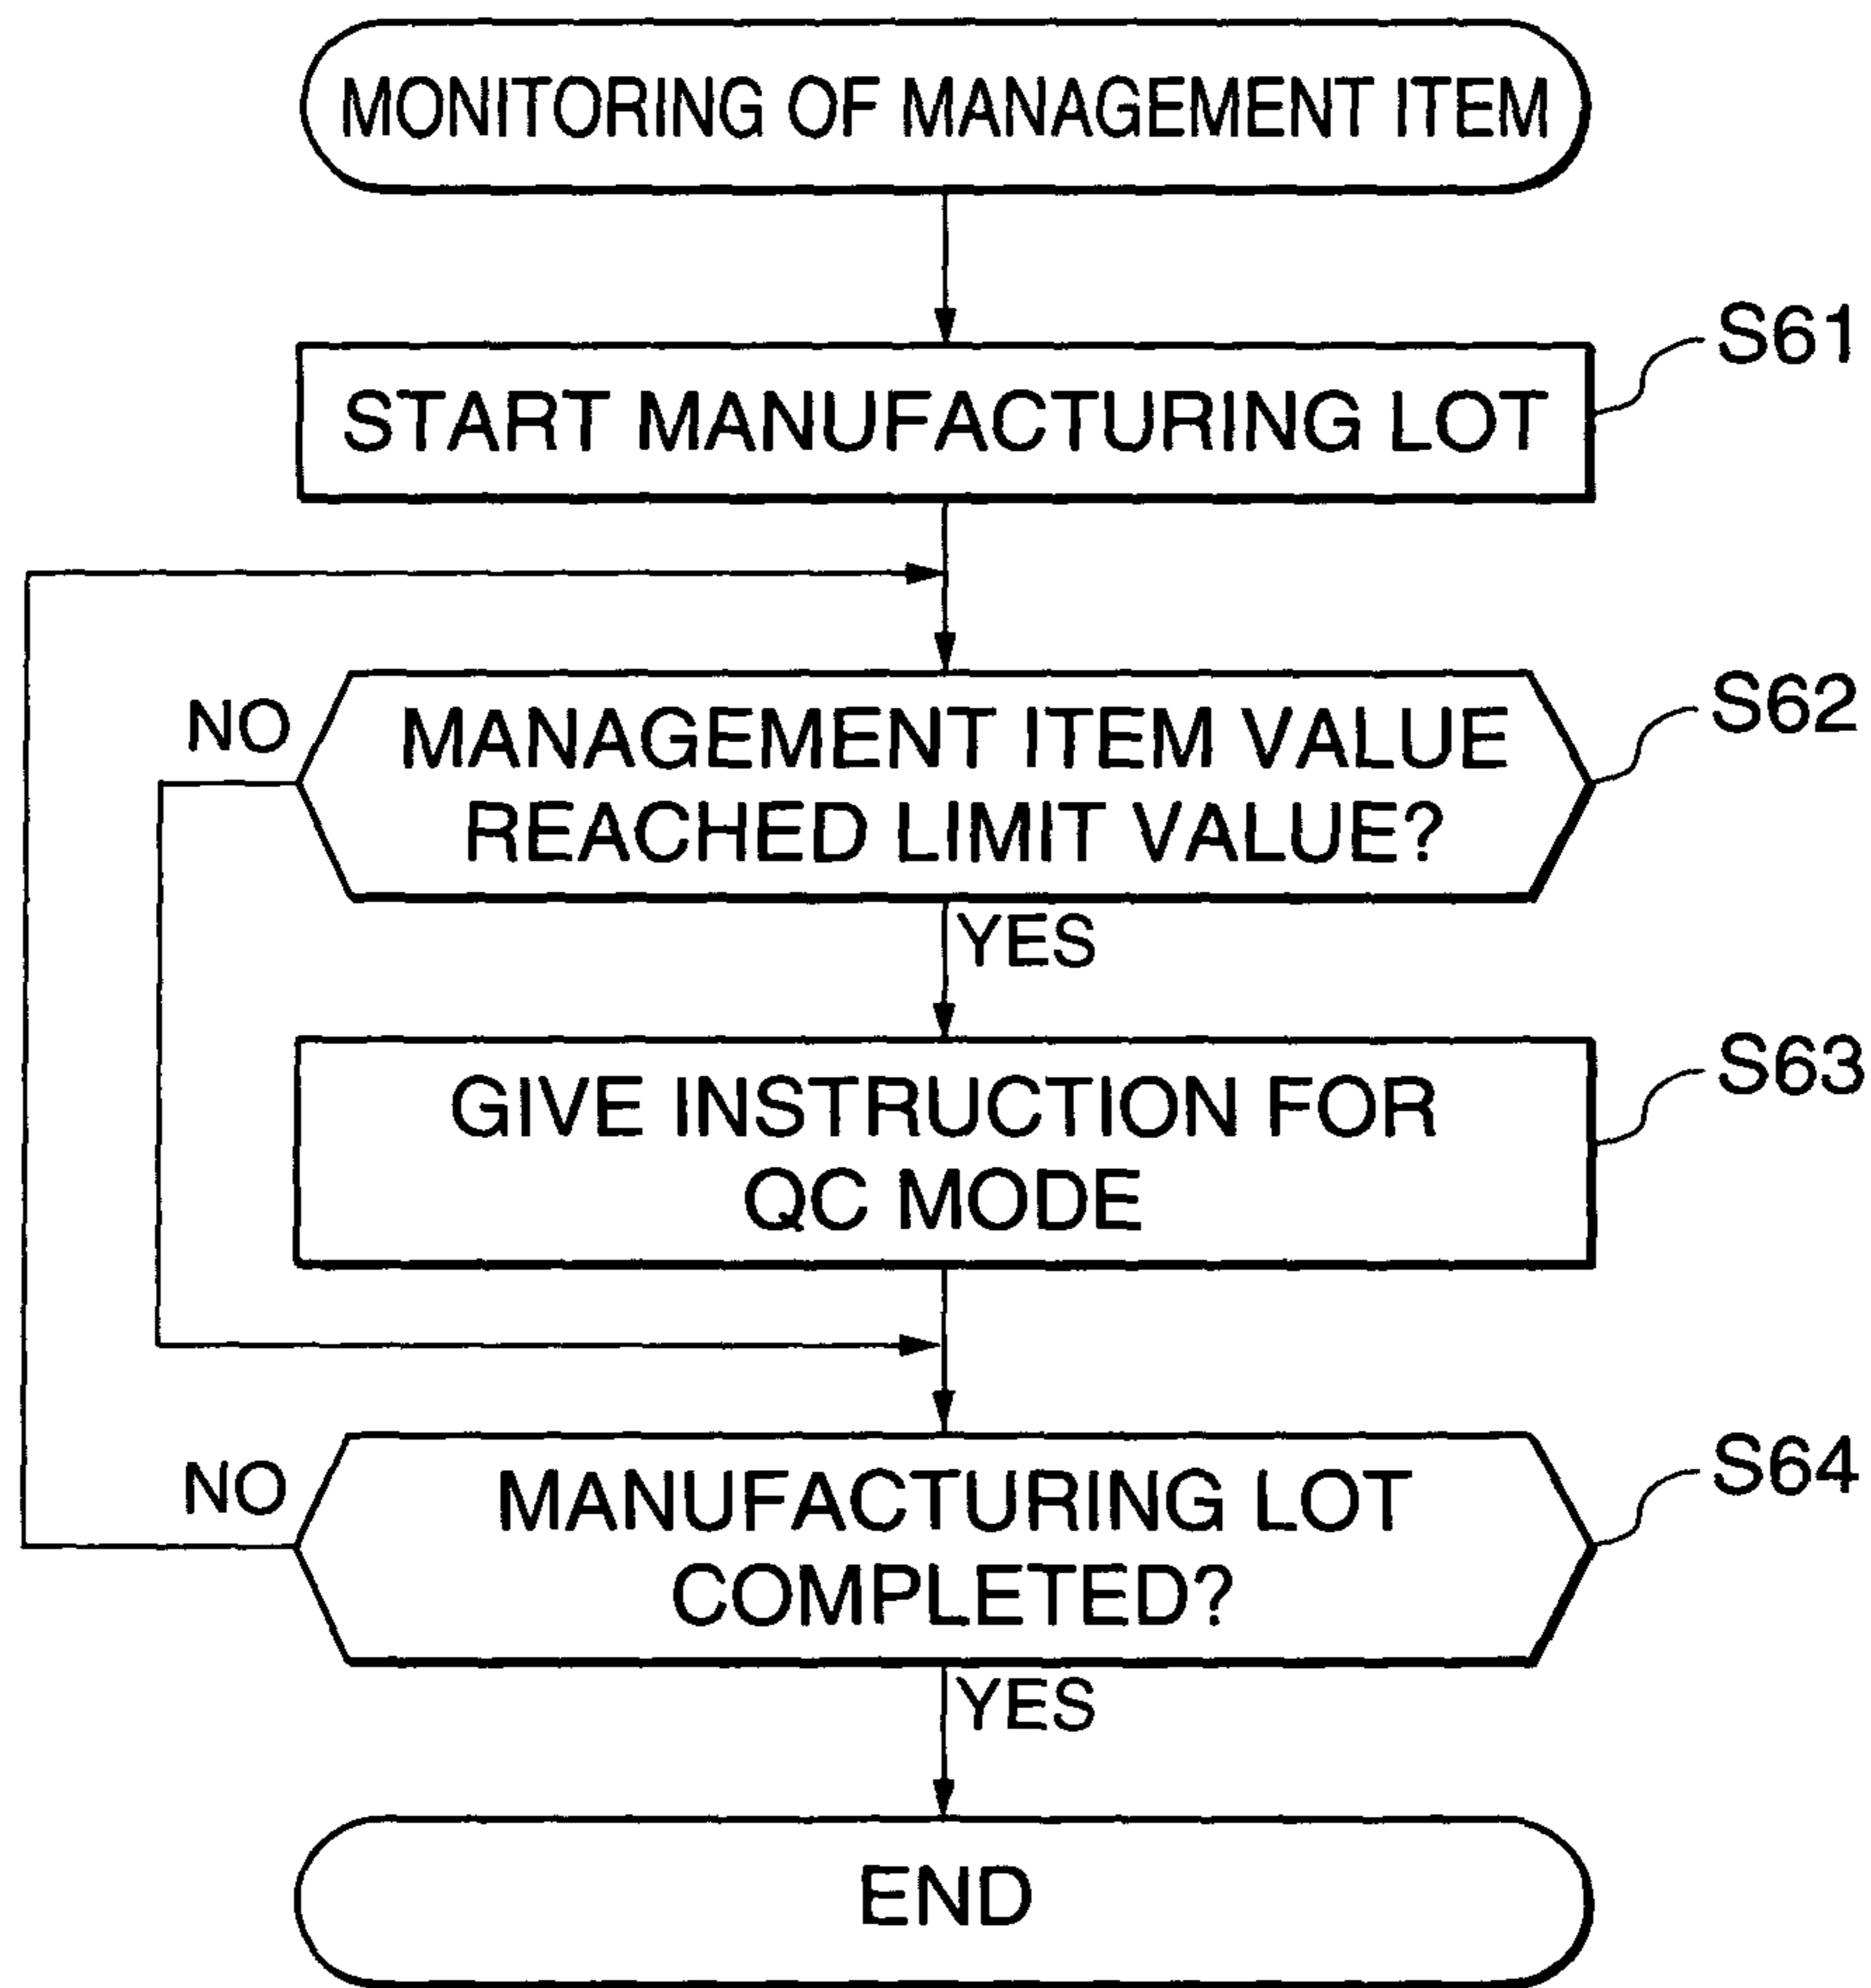 MONITORING OF MANAGEMENT ITEM
START MANUFACTURING LOT
S61
NO
MANAGEMENT ITEM VALUE
REACHED LIMIT VALUE?
S62
YES
GIVE INSTRUCTION FOR
QC MODE
S63
NO
MANUFACTURING LOT
COMPLETED?
S64
YES
END